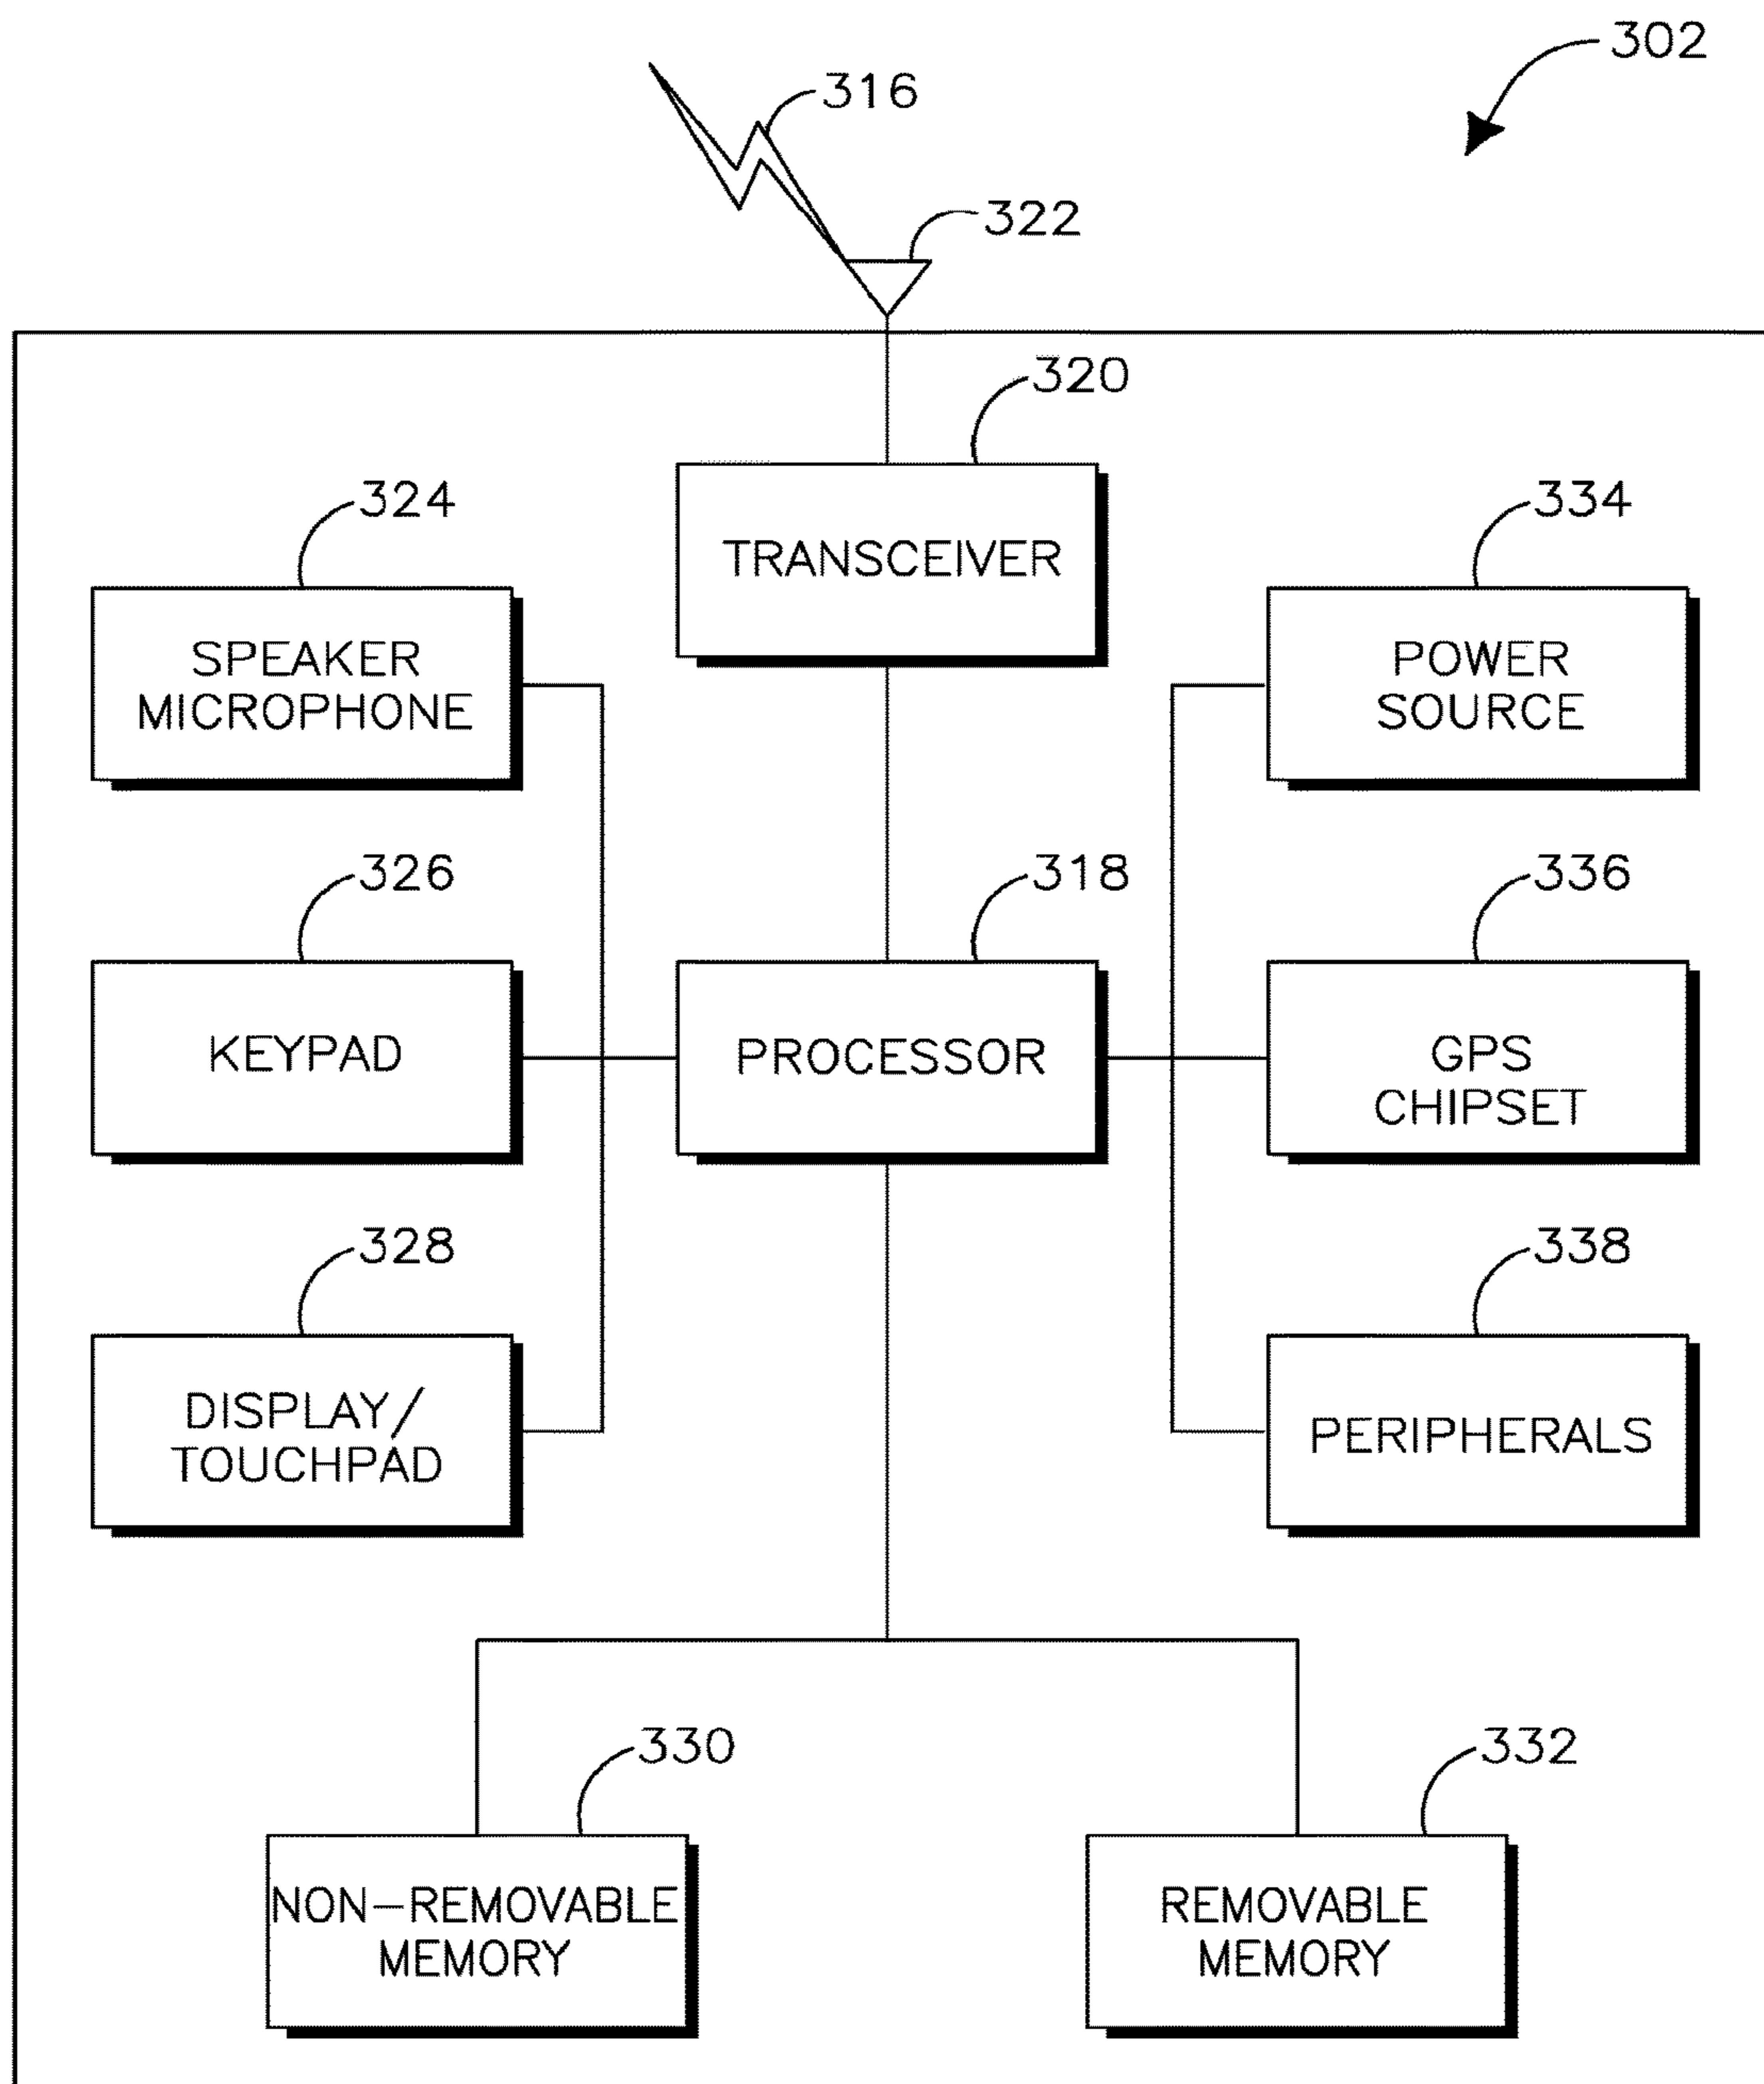 302
316
322
320
TRANSCEIVER
324
SPEAKER
MICROPHONE
334
POWER
SOURCE
326
KEYPAD
318
PROCESSOR
336
GPS
CHIPSET
328
DISPLAY/
TOUCHPAD
338
PERIPHERALS
330
NON-REMOVABLE
MEMORY
332
REMOVABLE
MEMORY